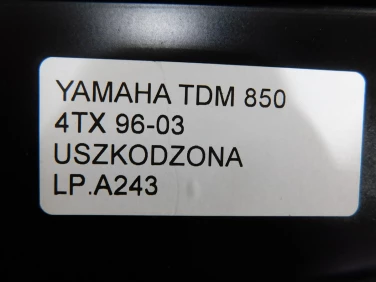 YAMAHA TDM 850
4TX 96-03
USZKODZONA
LP.A243